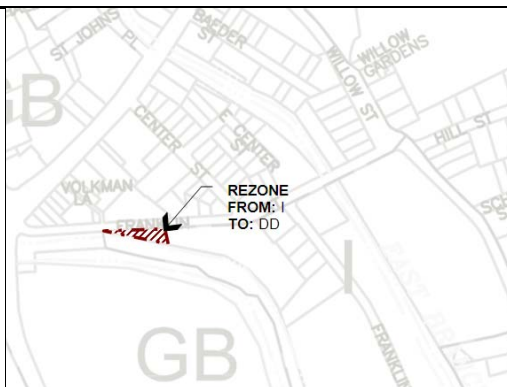 BAEDER
ST
ST JOHNS
PL
WILLOW
GARDENS
WILLOW ST
GB
CENTER
ST
E CENTER
ST
HILL ST
VOLKMAN
LA
REZONE
FROM: I
TO: DD
FRANKLIN
I
GB
FRANKLIN